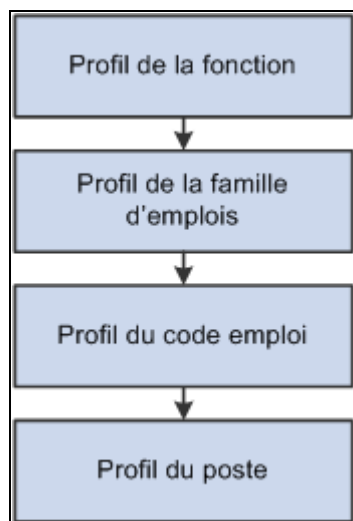 Profil de la fonction
Profil de la famille
d'emplois
Profil du code emploi
Profil du poste